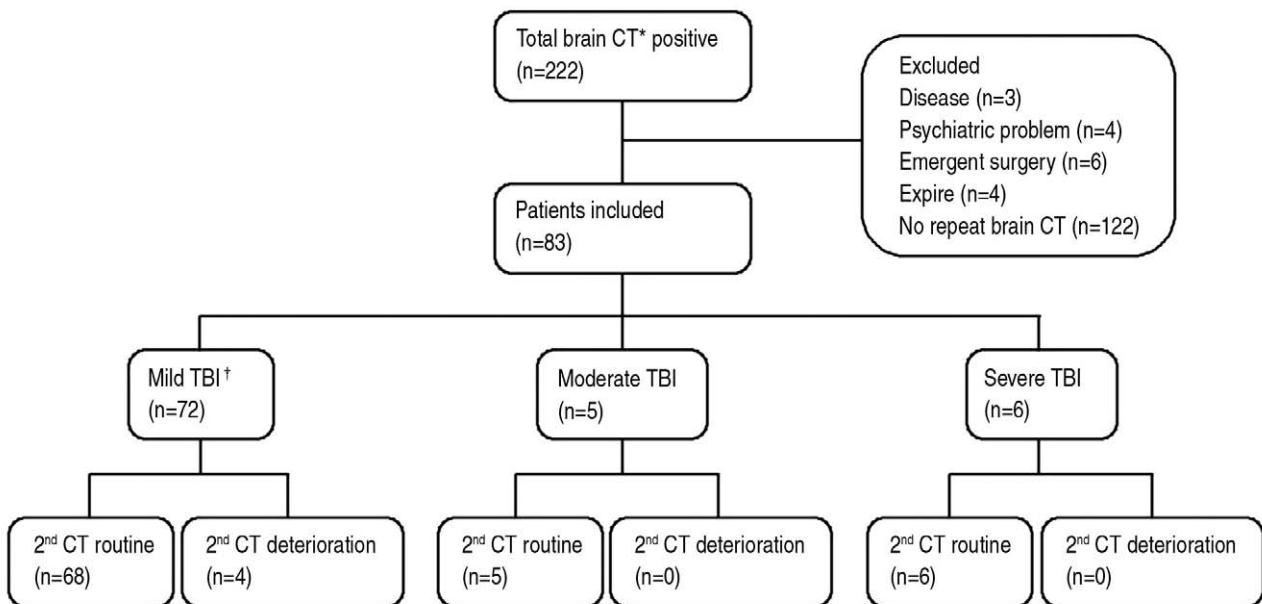 Total brain CT* positive
(n=222)
Excluded
Disease (n=3)
Psychiatric problem (n=4)
Emergent surgery (n=6)
Expire (n=4)
No repeat brain CT (n=122)
Patients included
(n=83)
Mild TBI †
(n=72)
Moderate TBI
(n=5)
Severe TBI
(n=6)
2nd CT routine
(n=68)
2nd CT deterioration
(n=4)
2nd CT routine
(n=5)
2nd CT deterioration
(n=0)
2nd CT routine
(n=6)
2nd CT deterioration
(n=0)